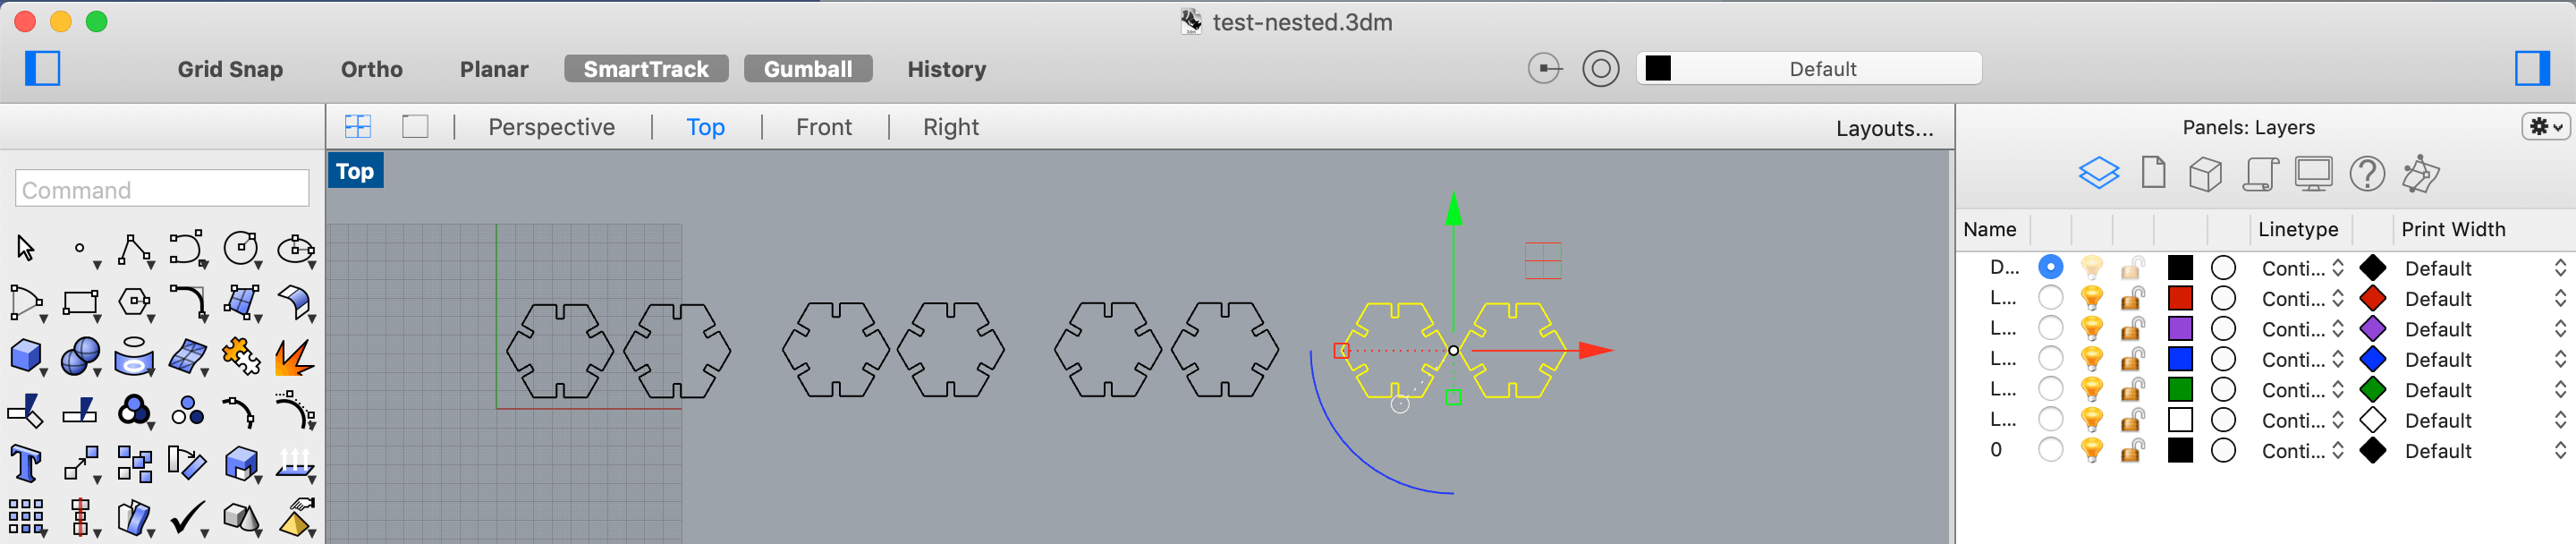 test-nested.3dm
Grid Snap Ortho Planar SmartTrack Gumball History Default
Perspective Top Front Right Layouts... Panels: Layers
Top
Command
Name Linetype Print Width
D... Conti... Default
L... Conti... Default
L... Conti... Default
L... Conti... Default
L... Conti... Default
L... Conti... Default
0 Conti... Default